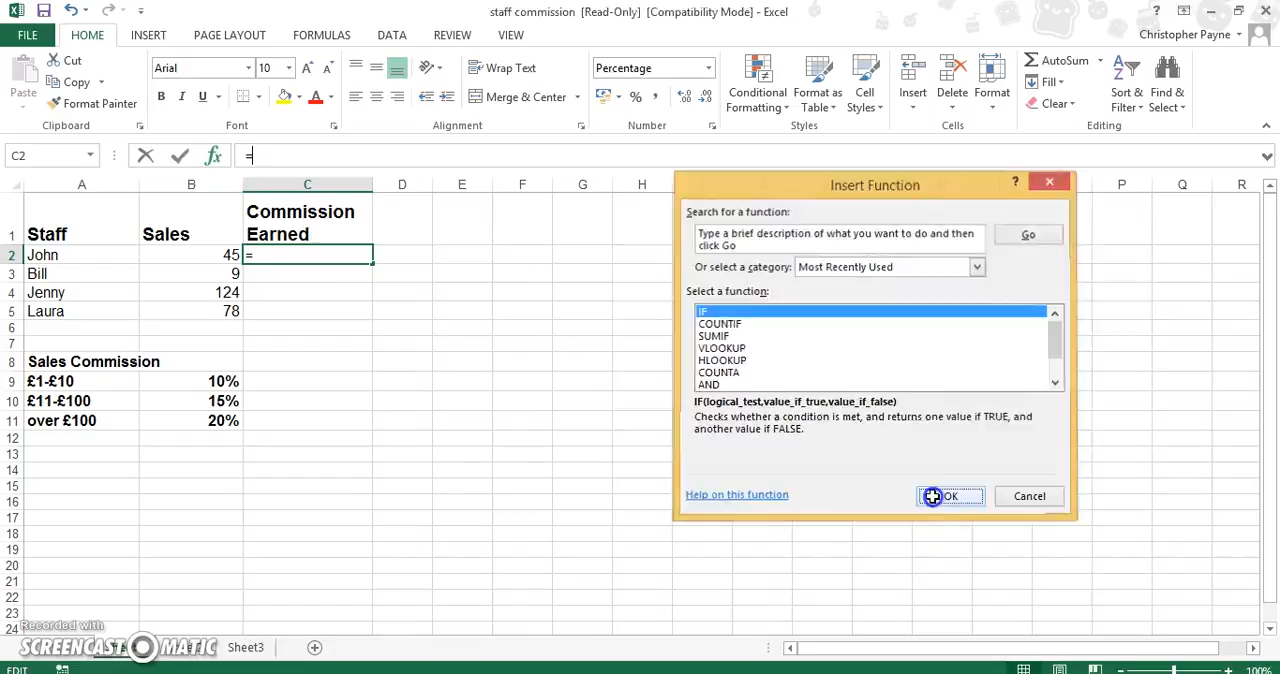 staff commission [Read-Only] [Compatibility Mode] - Excel
?
FILE HOME INSERT PAGE LAYOUT FORMULAS DATA REVIEW VIEW
Christopher Payne
Paste
Cut
Copy
Format Painter
Clipboard
Arial 10
B I U
Font
Wrap Text
Merge & Center
Alignment
Percentage
%
Number
Conditional Formatting
Format as Table
Cell Styles
Styles
Insert
Delete
Format
Cells
AutoSum
Fill
Clear
Sort & Filter
Find & Select
Editing
C2
fx
=
A B C D E F G H P Q R
1 Staff Sales Commission Earned
2 John 45 =
3 Bill 9
4 Jenny 124
5 Laura 78
6
7
8 Sales Commission
9 £1-£10 10%
10 £11-£100 15%
11 over £100 20%
12
13
14
15
16
17
18
19
20
21
22
23
24
Insert Function
?
Search for a function:
Type a brief description of what you want to do and then
click Go
Go
Or select a category: Most Recently Used
Select a function:
IF
COUNTIF
SUMIF
VLOOKUP
HLOOKUP
COUNTA
AND
IF(logical_test,value_if_true,value_if_false)
Checks whether a condition is met, and returns one value if TRUE, and
another value if FALSE.
Help on this function
OK
Cancel
Recorded with
SCREENCAST-O-MATIC
Sheet3
EDIT
100%